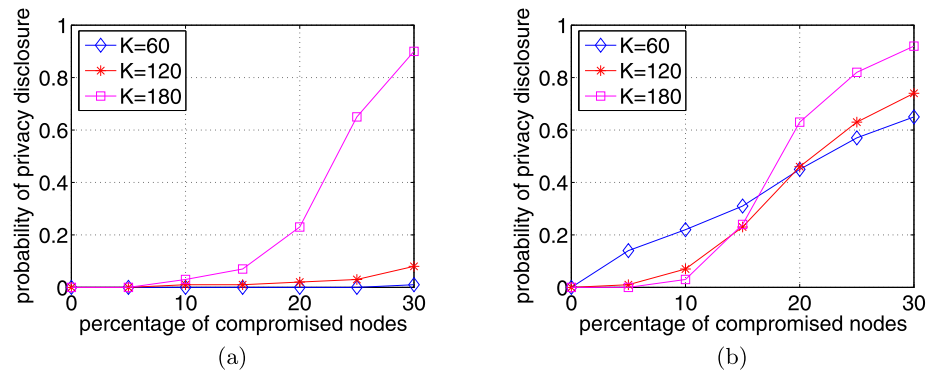 probability of privacy disclosure
1
0.8
0.6
0.4
0.2
0
K=60
K=120
K=180
0 10 20 30
percentage of compromised nodes
(a)
probability of privacy disclosure
1
0.8
0.6
0.4
0.2
0
K=60
K=120
K=180
0 10 20 30
percentage of compromised nodes
(b)